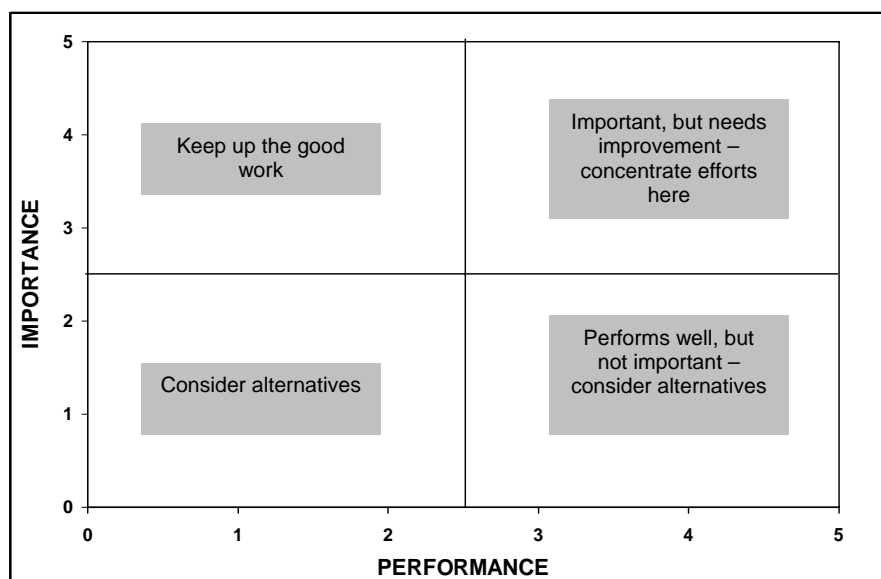 5
4
3
2
1
0
IMPORTANCE
Keep up the good
work
Important, but needs
improvement –
concentrate efforts
here
Consider alternatives
Performs well, but
not important –
consider alternatives
0 1 2 3 4 5
PERFORMANCE